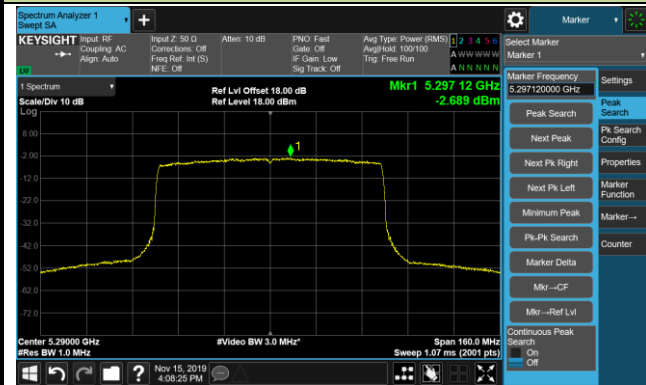 Spectrum Analyzer 1
Swept SA
Marker
KEYSIGHT
Input: RF
Coupling: AC
Align: Auto
Input Z: 50 Ω
Corrections: Off
Freq Ref: Int (S)
NFE: Off
Atten: 10 dB
PNO: Fast
Gate: Off
IF Gain: Low
Sig Track: Off
Avg Type: Power (RMS)
Avg|Hold: 100/100
Trig: Free Run
1 2 3 4 5 6
A W W W W W
A N N N N N
Select Marker
Marker 1
1 Spectrum
Scale/Div 10 dB
Log
Ref Lvl Offset 18.00 dB
Ref Level 18.00 dBm
Mkr1 5.297 12 GHz
-2.689 dBm
1
8.00
-2.00
-12.0
-22.0
-32.0
-42.0
-52.0
-62.0
-72.0
Center 5.29000 GHz
#Res BW 1.0 MHz
#Video BW 3.0 MHz*
Span 160.0 MHz
Sweep 1.07 ms (2001 pts)
Marker Frequency
5.297120000 GHz
Peak Search
Next Peak
Next Pk Right
Next Pk Left
Minimum Peak
Pk-Pk Search
Marker Delta
Mkr→CF
Mkr→Ref Lvl
Continuous Peak
Search
On
Off
Settings
Peak
Search
Pk Search
Config
Properties
Marker
Function
Marker→
Counter
Nov 15, 2019
4:08:25 PM